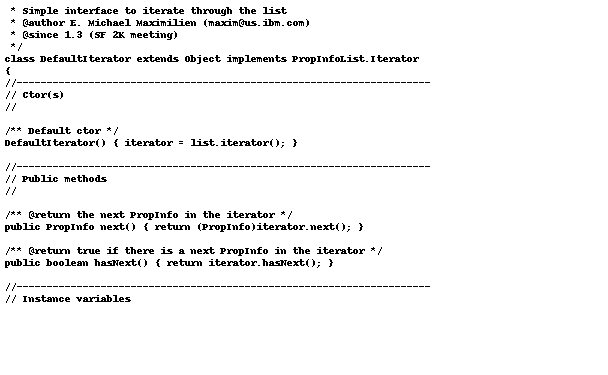 * Simple interface to iterate through the list
* @author E. Michael Maximilien (maxim@us.ibm.com)
* @since 1.3 (SF 2K meeting)
*/
class DefaultIterator extends Object implements PropInfoList.Iterator
{
//---------------------------------------------------------------------
// Ctor(s)
//
/** Default ctor */
DefaultIterator() { iterator = list.iterator(); }
//---------------------------------------------------------------------
// Public methods
//
/** @return the next PropInfo in the iterator */
public PropInfo next() { return (PropInfo)iterator.next(); }
/** @return true if there is a next PropInfo in the iterator */
public boolean hasNext() { return iterator.hasNext(); }
//---------------------------------------------------------------------
// Instance variables